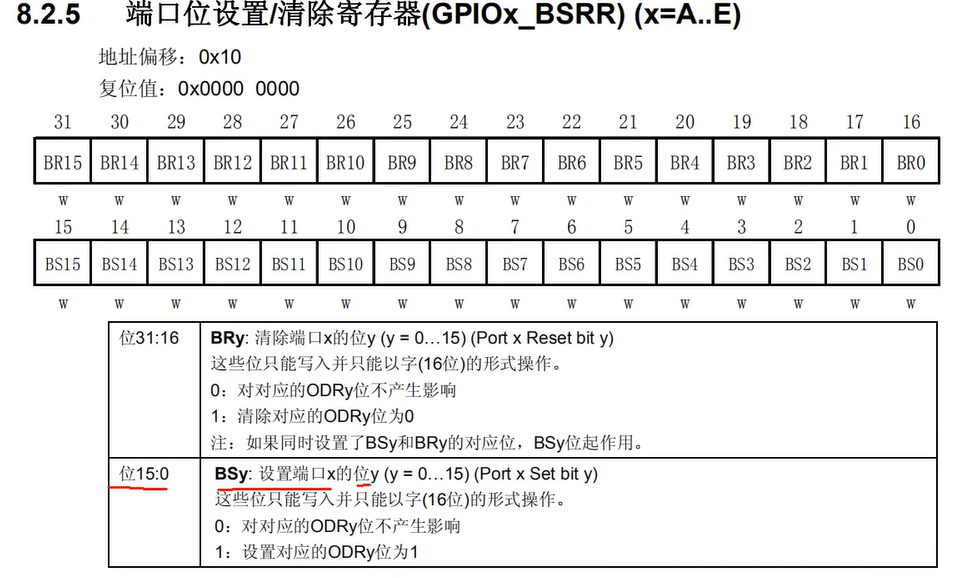 8.2.5 端口位设置/清除寄存器(GPIOx_BSRR) (x=A..E)
地址偏移：0x10
复位值：0x0000 0000
31 30 29 28 27 26 25 24 23 22 21 20 19 18 17 16
BR15 BR14 BR13 BR12 BR11 BR10 BR9 BR8 BR7 BR6 BR5 BR4 BR3 BR2 BR1 BR0
w w w w w w w w w w w w w w w w
15 14 13 12 11 10 9 8 7 6 5 4 3 2 1 0
BS15 BS14 BS13 BS12 BS11 BS10 BS9 BS8 BS7 BS6 BS5 BS4 BS3 BS2 BS1 BS0
w w w w w w w w w w w w w w w w
位31:16 BRy: 清除端口x的位y (y = 0…15) (Port x Reset bit y)
这些位只能写入并只能以字(16位)的形式操作。
0：对对应的ODRy位不产生影响
1：清除对应的ODRy位为0
注：如果同时设置了BSy和BRy的对应位，BSy位起作用。
位15:0 BSy: 设置端口x的位y (y = 0…15) (Port x Set bit y)
这些位只能写入并只能以字(16位)的形式操作。
0：对对应的ODRy位不产生影响
1：设置对应的ODRy位为1